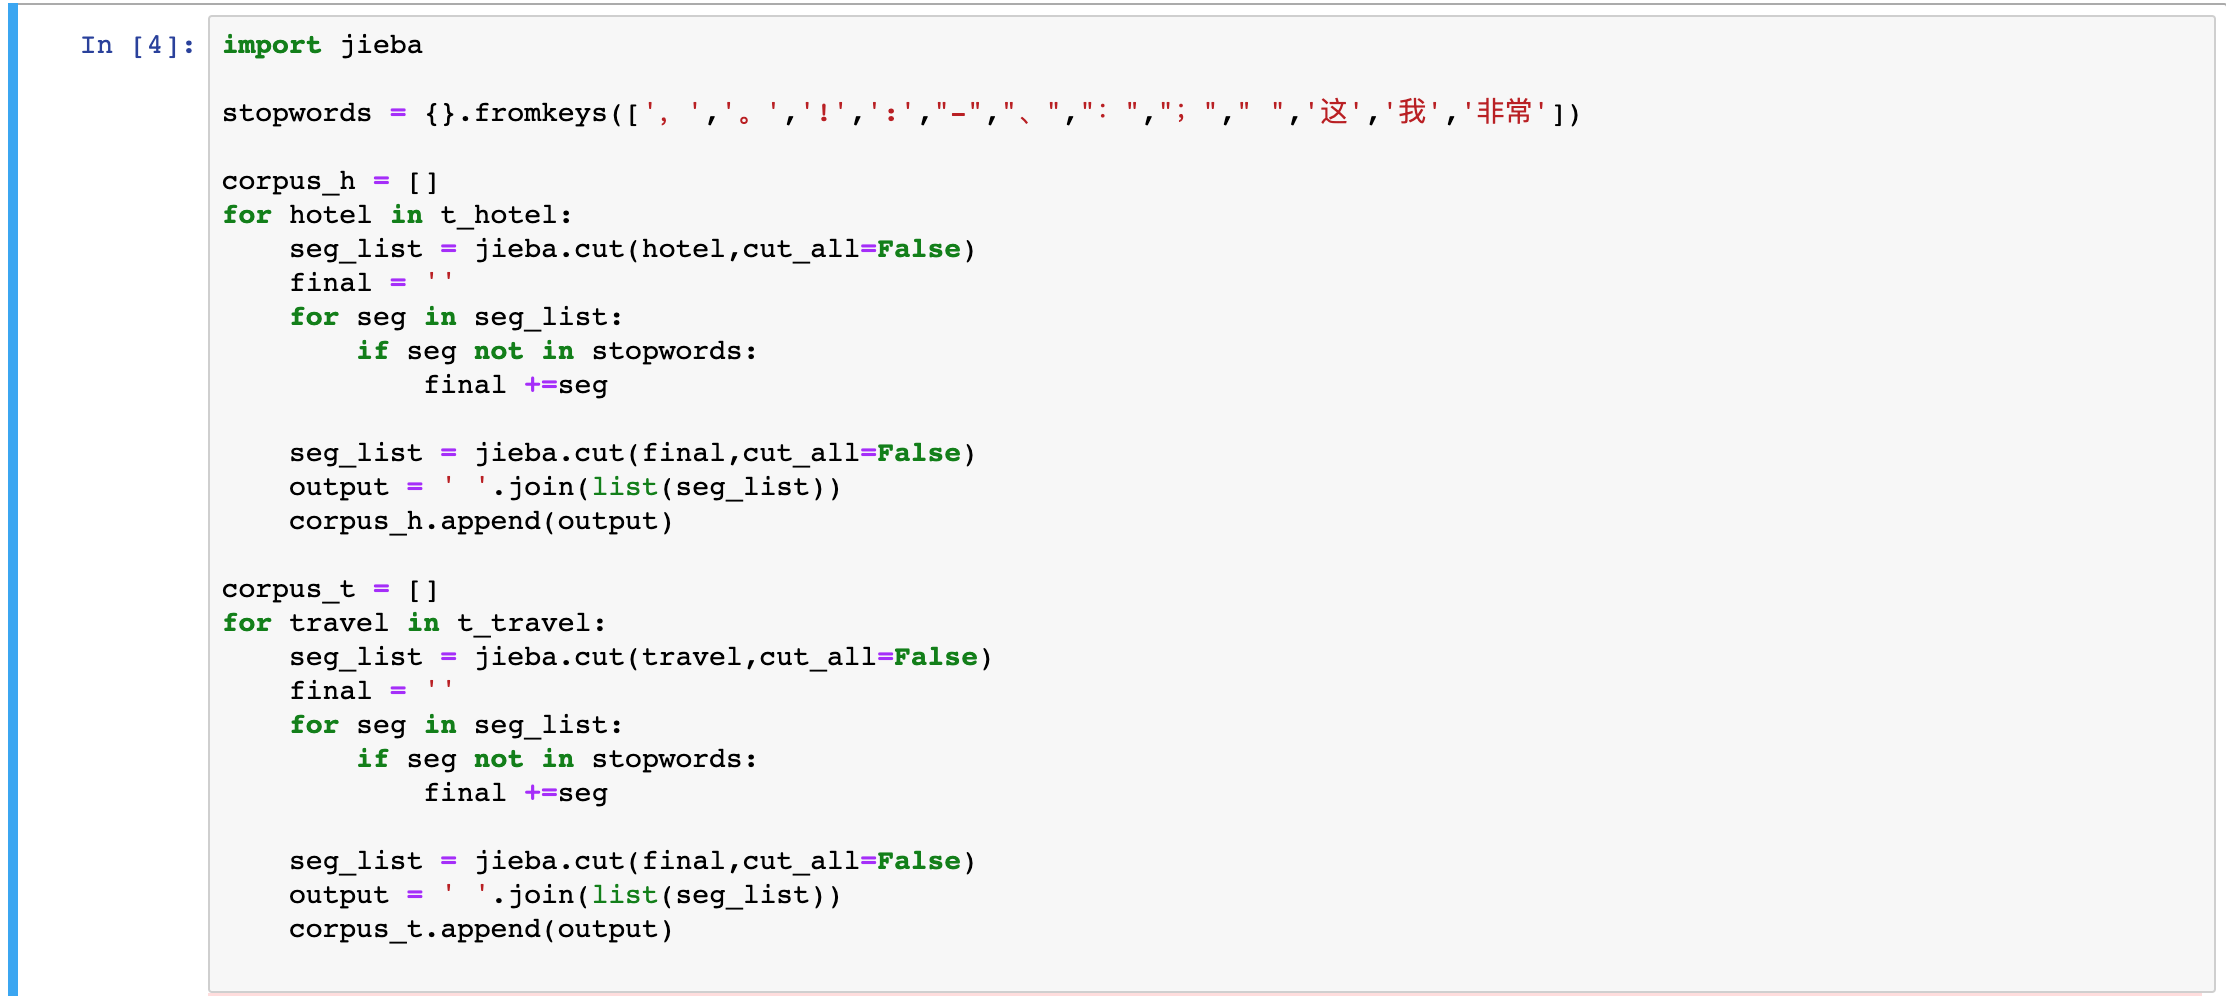 In [4]: import jieba

stopwords = {}.fromkeys(['，','。','!',':',"-","、","：","；"," ",'这','我','非常'])

corpus_h = []
for hotel in t_hotel:
    seg_list = jieba.cut(hotel,cut_all=False)
    final = ''
    for seg in seg_list:
        if seg not in stopwords:
            final +=seg

    seg_list = jieba.cut(final,cut_all=False)
    output = ' '.join(list(seg_list))
    corpus_h.append(output)

corpus_t = []
for travel in t_travel:
    seg_list = jieba.cut(travel,cut_all=False)
    final = ''
    for seg in seg_list:
        if seg not in stopwords:
            final +=seg

    seg_list = jieba.cut(final,cut_all=False)
    output = ' '.join(list(seg_list))
    corpus_t.append(output)